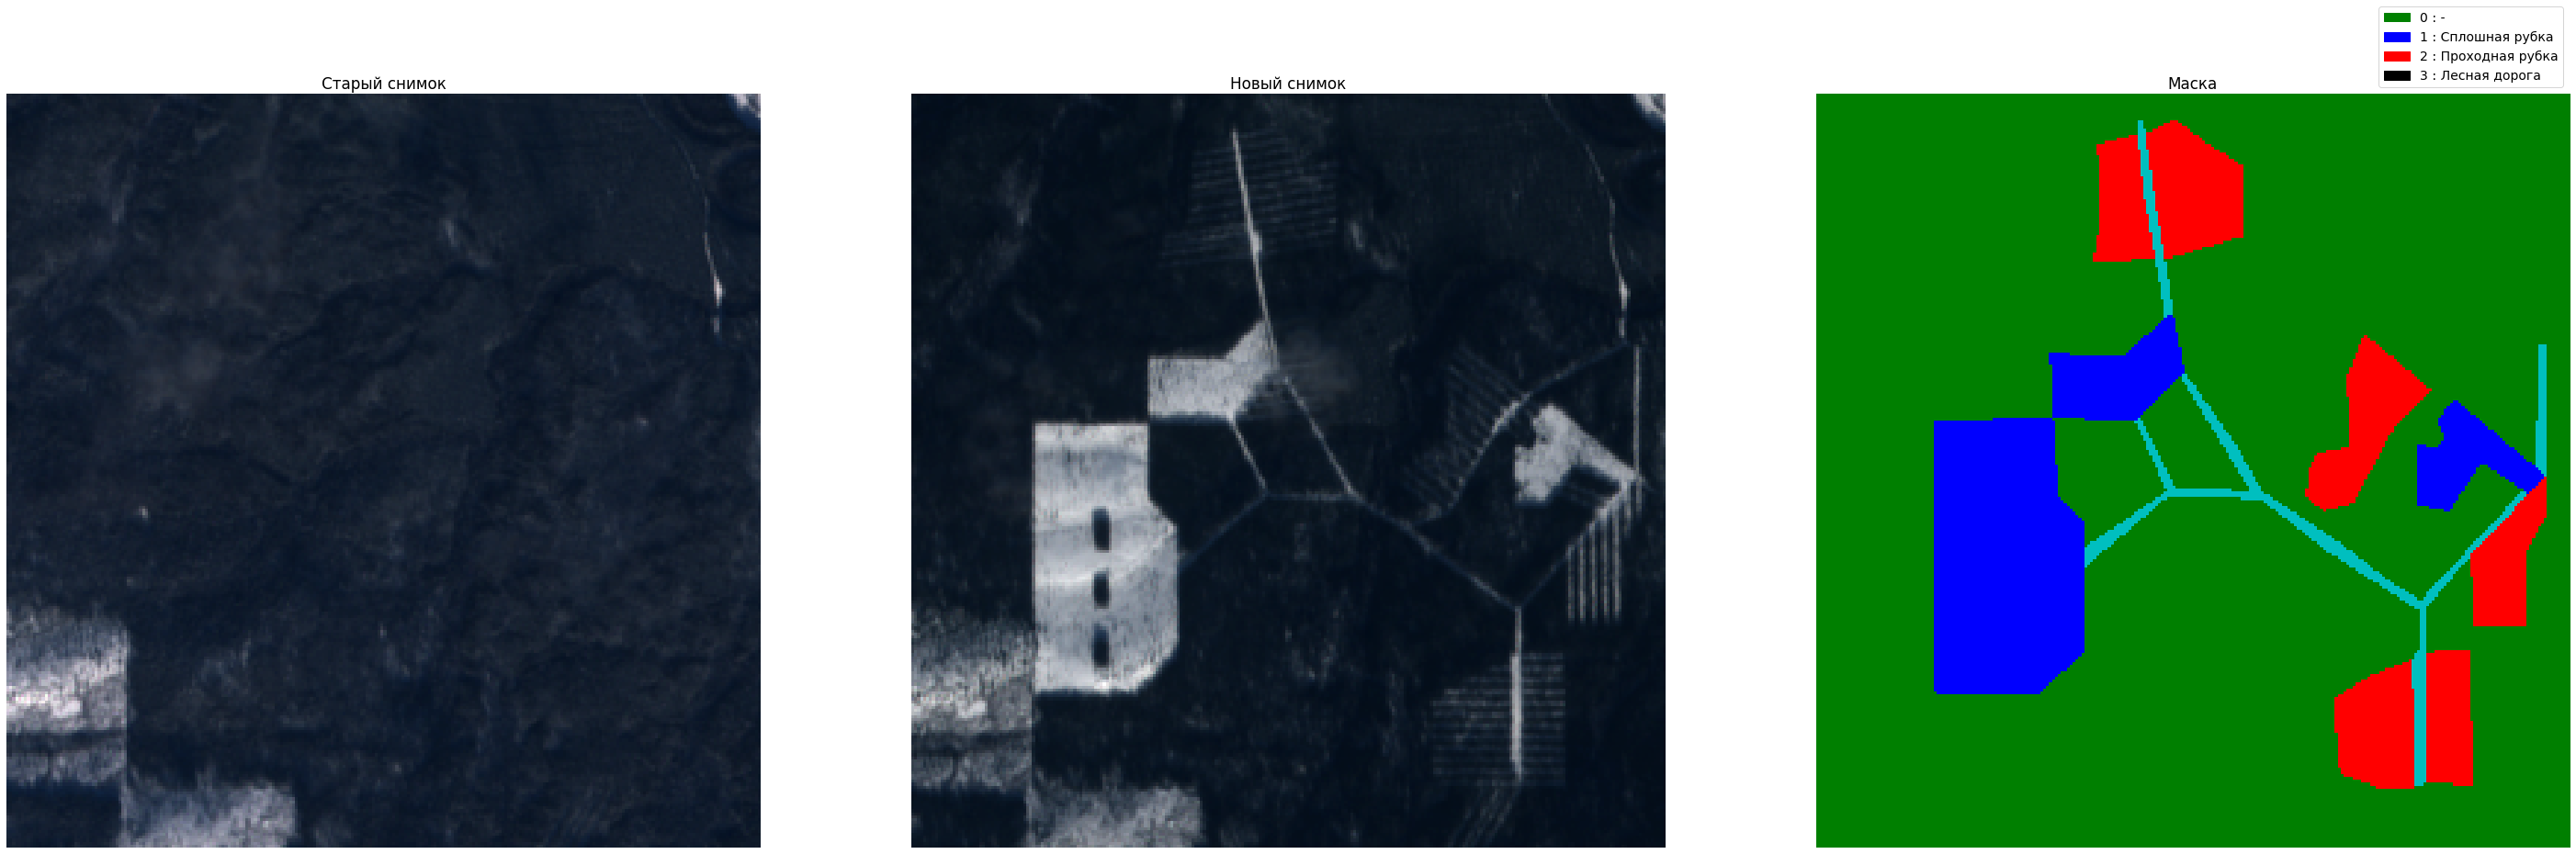 0 : -
1 : Сплошная рубка
2 : Проходная рубка
3 : Лесная дорога
Старый снимок
Новый снимок
Маска